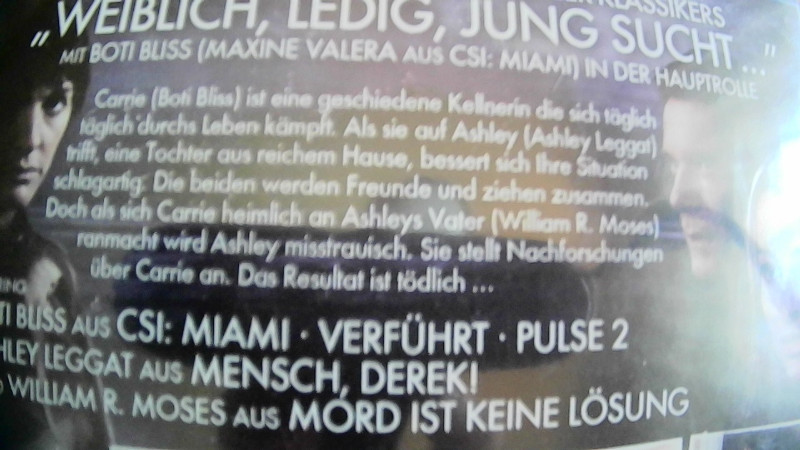 KLASSIKERS
„WEIBLICH, LEDIG, JUNG SUCHT ..."
MIT BOTI BLISS (MAXINE VALERA AUS CSI: MIAMI) IN DER HAUPTROLLE
Carrie (Boti Bliss) ist eine geschiedene Kellnerin die sich täglich
täglich durchs Leben kämpft. Als sie auf Ashley (Ashley Leggat)
trifft, eine Tochter aus reichem Hause, bessert sich Ihre Situation
schlagartig. Die beiden werden Freunde und ziehen zusammen.
Doch als sich Carrie heimlich an Ashleys Vater (William R. Moses)
ranmacht wird Ashley misstrauisch. Sie stellt Nachforschungen
über Carrie an. Das Resultat ist tödlich ...
TI BLISS AUS CSI: MIAMI · VERFÜHRT · PULSE 2
HLEY LEGGAT AUS MENSCH, DEREK!
WILLIAM R. MOSES AUS MORD IST KEINE LÖSUNG